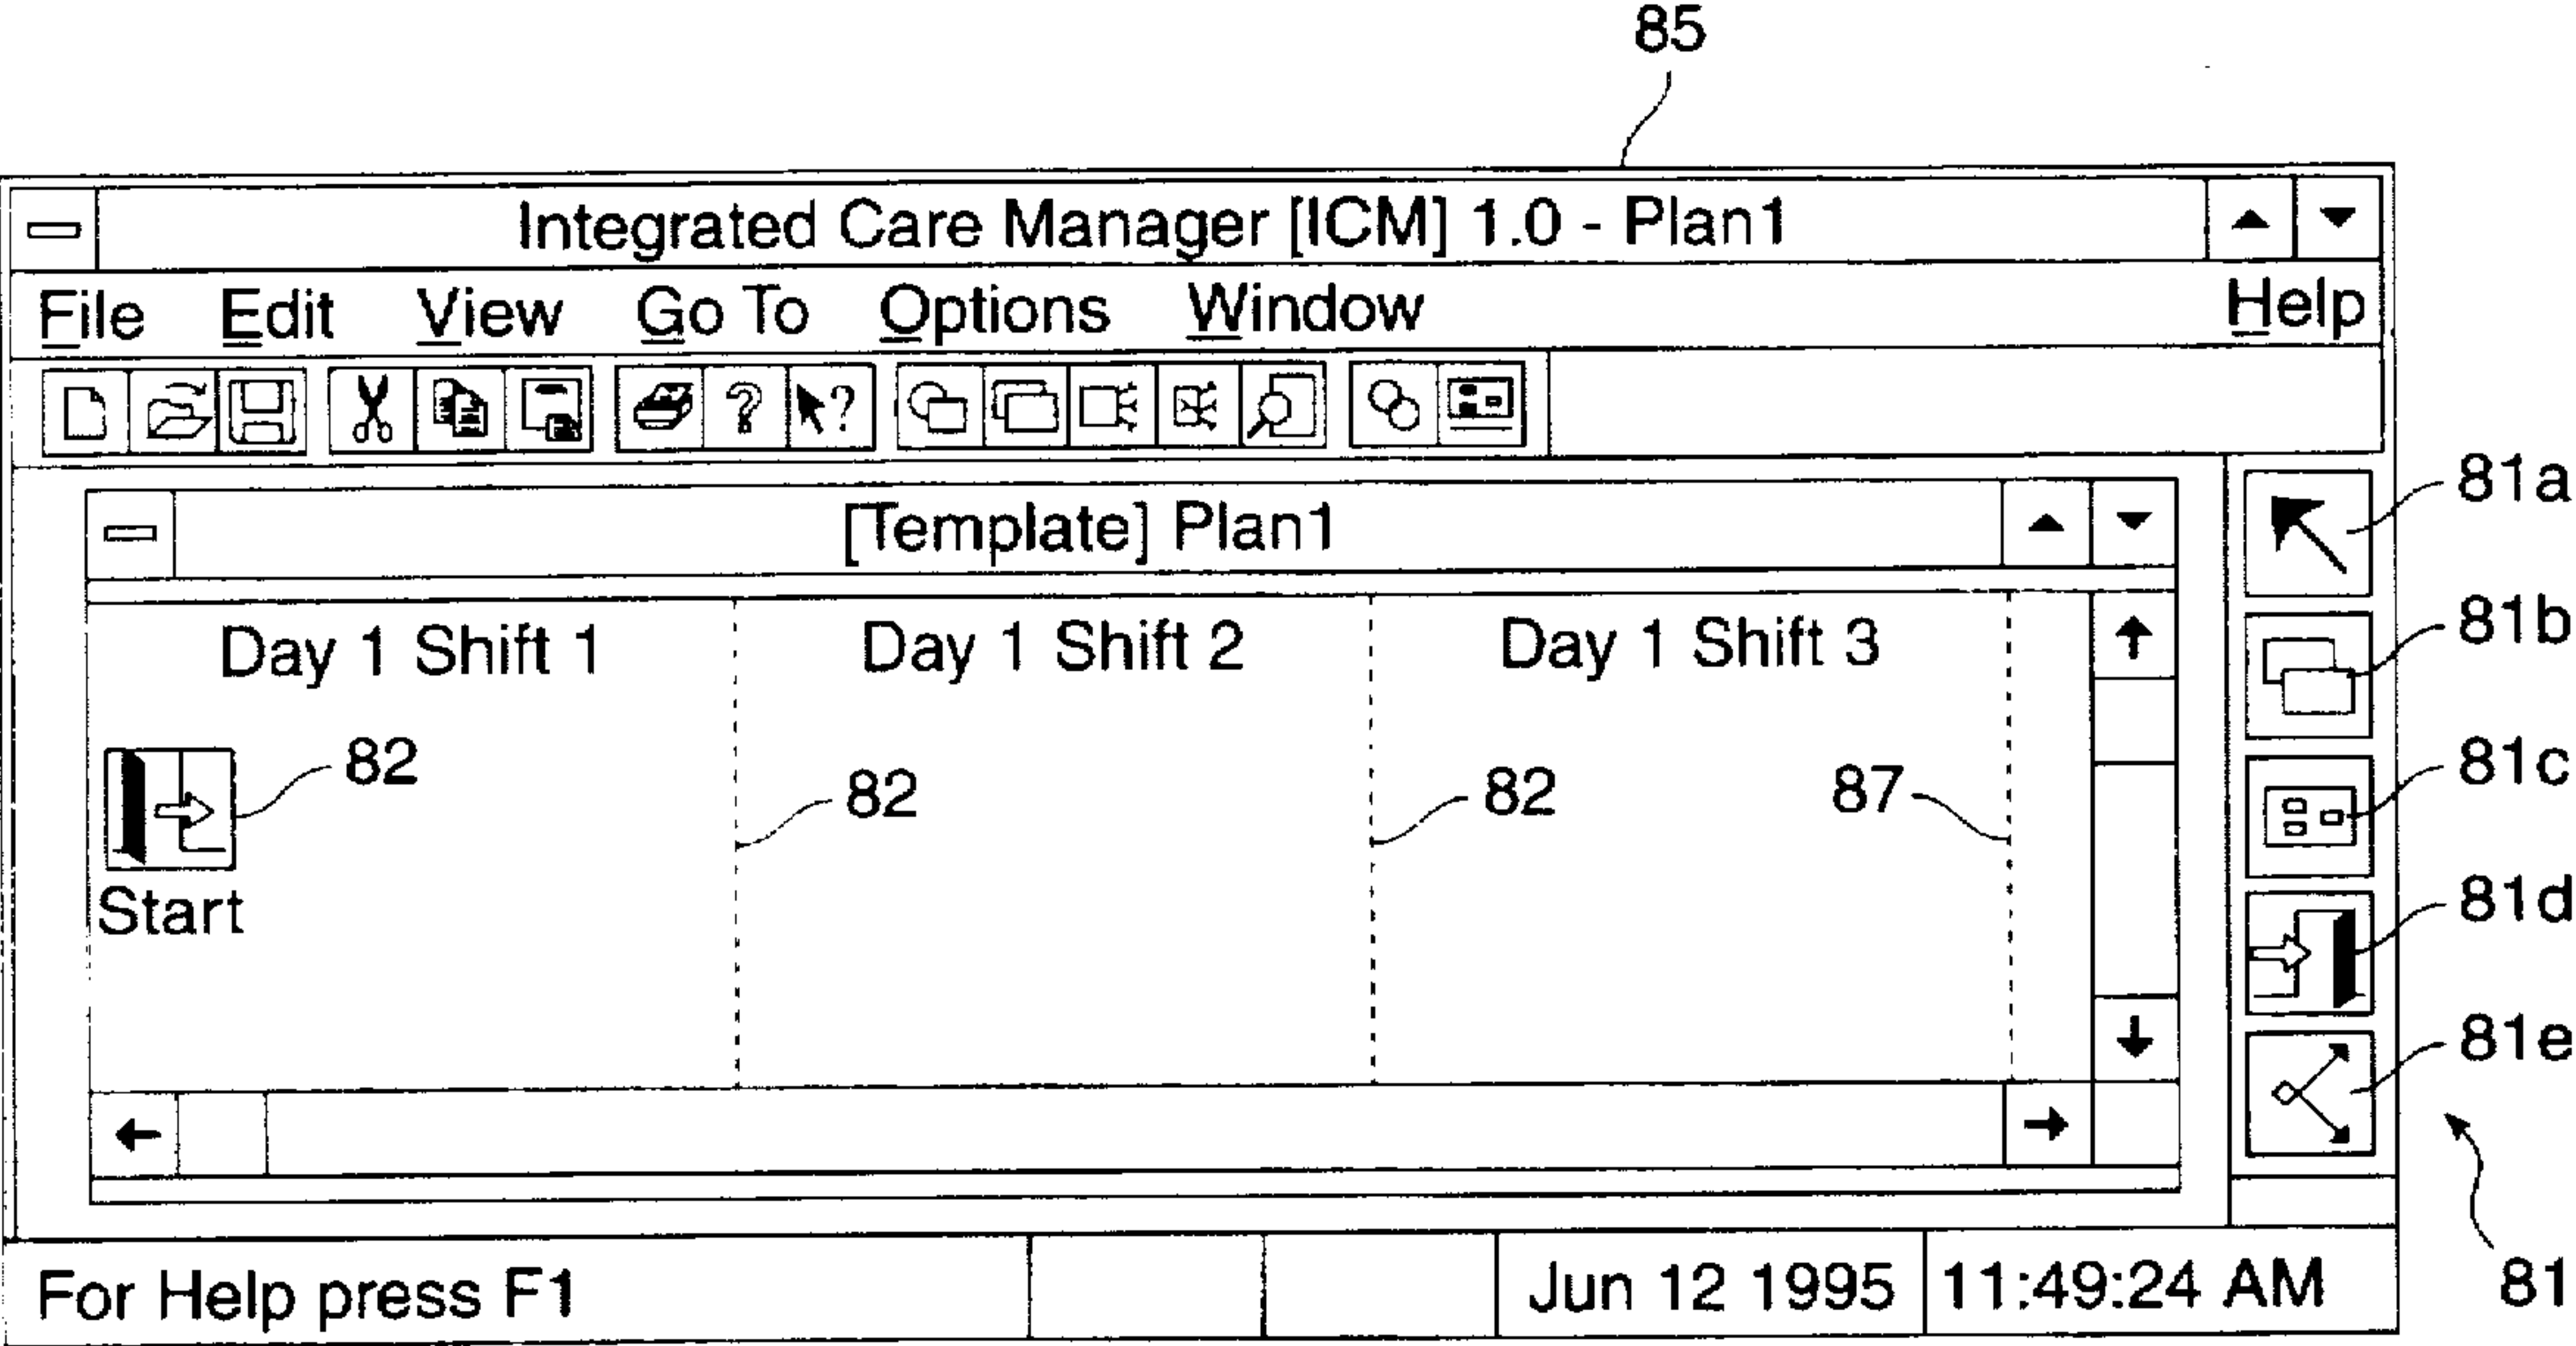 85
Integrated Care Manager [ICM] 1.0 - Plan1
File Edit View Go To Options Window Help
? ?
81a
[Template] Plan1
81b
Day 1 Shift 1 Day 1 Shift 2 Day 1 Shift 3
82 82 82 87
81c
Start
81d
81e
81
For Help press F1 Jun 12 1995 11:49:24 AM